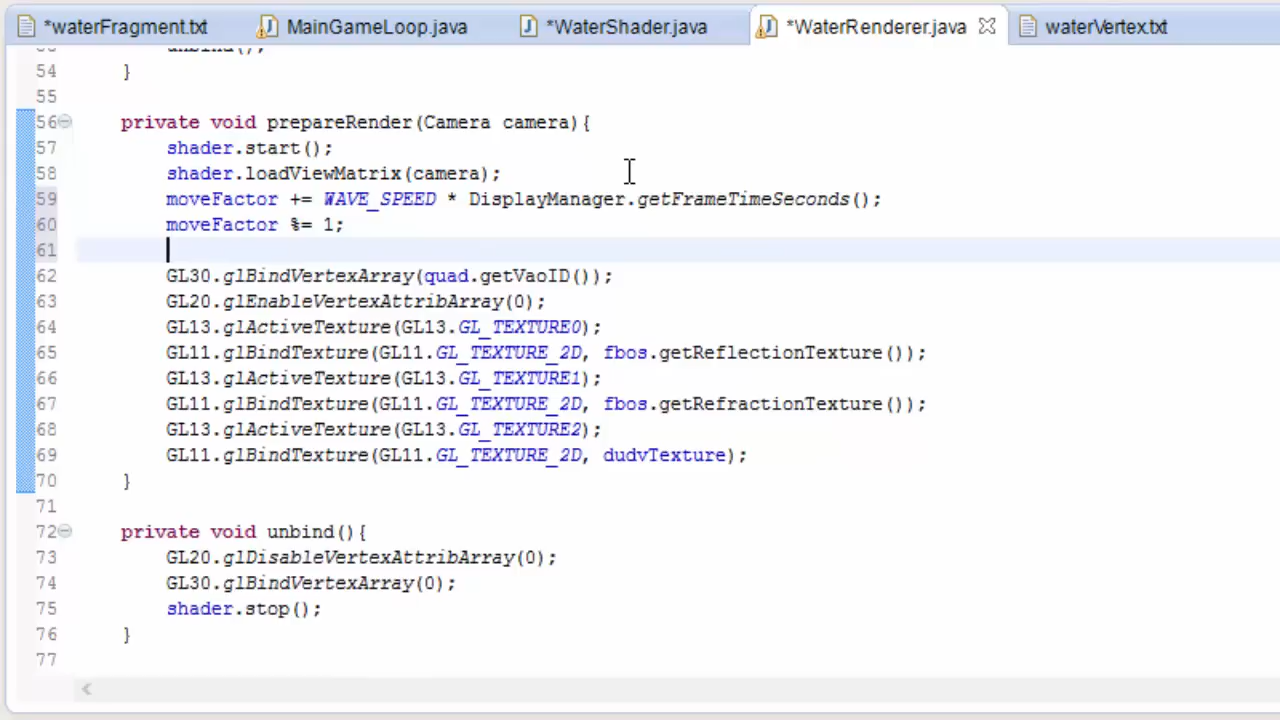 *waterFragment.txt MainGameLoop.java *WaterShader.java *WaterRenderer.java waterVertex.txt
unbind();
54 }
55
56 private void prepareRender(Camera camera){
57 shader.start();
58 shader.loadViewMatrix(camera);
59 moveFactor += WAVE_SPEED * DisplayManager.getFrameTimeSeconds();
60 moveFactor %= 1;
61
62 GL30.glBindVertexArray(quad.getVaoID());
63 GL20.glEnableVertexAttribArray(0);
64 GL13.glActiveTexture(GL13.GL_TEXTURE0);
65 GL11.glBindTexture(GL11.GL_TEXTURE_2D, fbos.getReflectionTexture());
66 GL13.glActiveTexture(GL13.GL_TEXTURE1);
67 GL11.glBindTexture(GL11.GL_TEXTURE_2D, fbos.getRefractionTexture());
68 GL13.glActiveTexture(GL13.GL_TEXTURE2);
69 GL11.glBindTexture(GL11.GL_TEXTURE_2D, dudvTexture);
70 }
71
72 private void unbind(){
73 GL20.glDisableVertexAttribArray(0);
74 GL30.glBindVertexArray(0);
75 shader.stop();
76 }
77